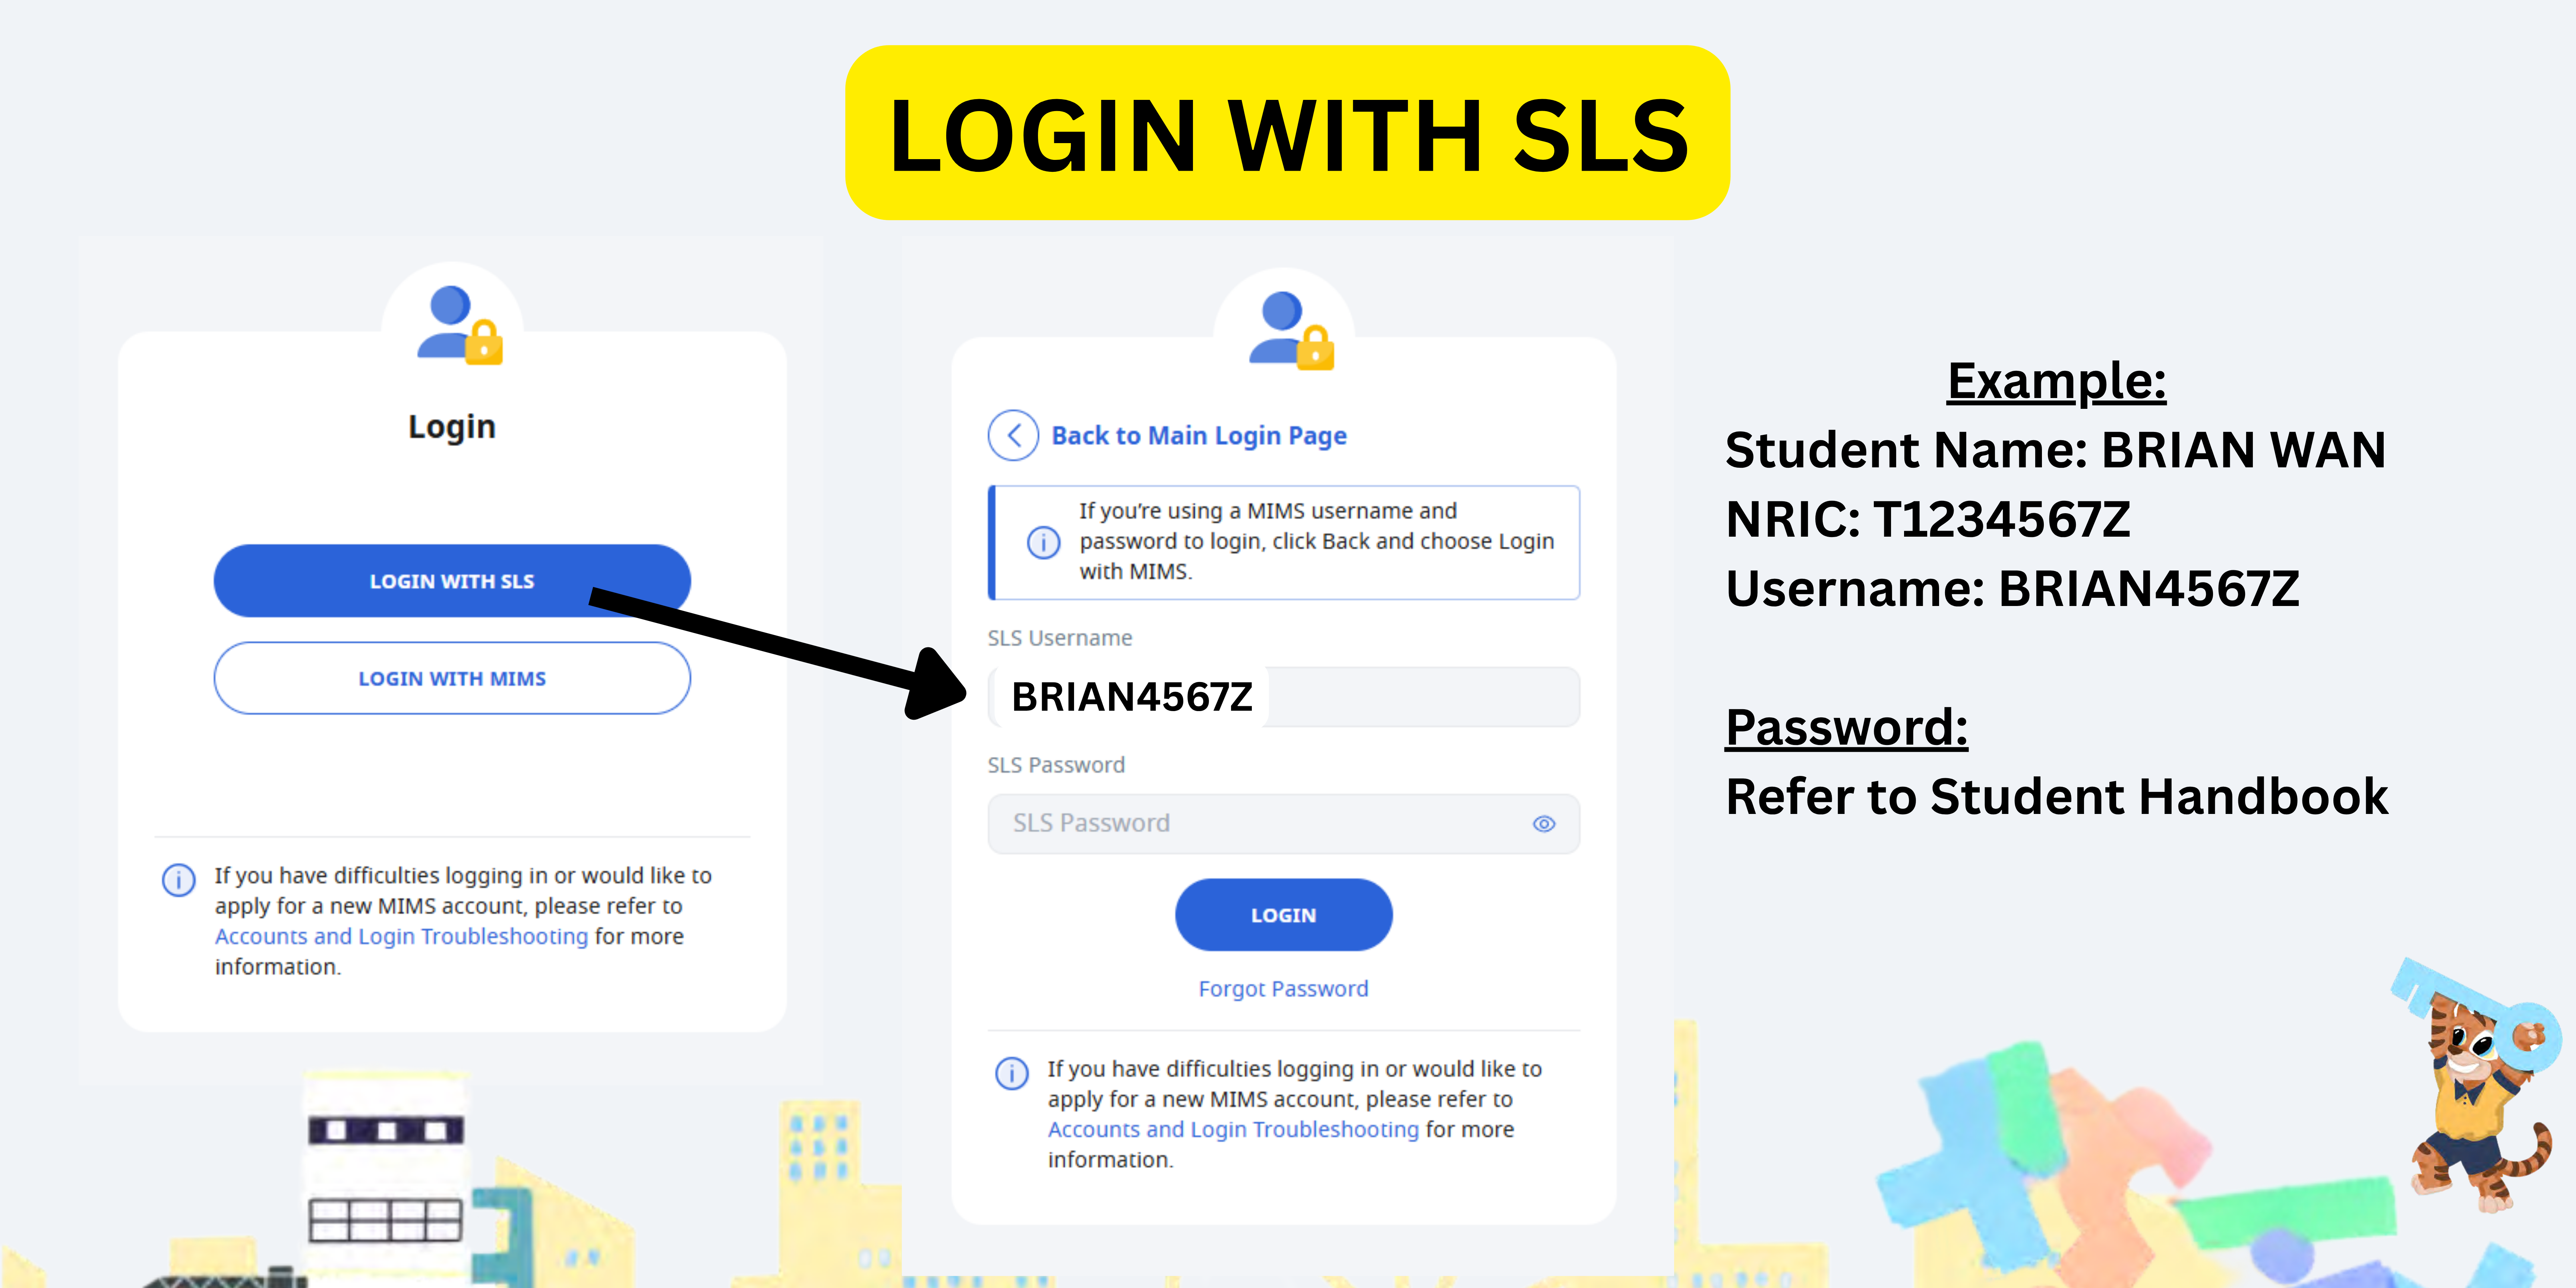 LOGIN WITH SLS
Login
LOGIN WITH SLS
LOGIN WITH MIMS
If you have difficulties logging in or would like to
apply for a new MIMS account, please refer to
Accounts and Login Troubleshooting for more
information.
Back to Main Login Page
If you’re using a MIMS username and
password to login, click Back and choose Login
with MIMS.
SLS Username
BRIAN4567Z
SLS Password
SLS Password
LOGIN
Forgot Password
If you have difficulties logging in or would like to
apply for a new MIMS account, please refer to
Accounts and Login Troubleshooting for more
information.
Example:
Student Name: BRIAN WAN
NRIC: T1234567Z
Username: BRIAN4567Z
Password:
Refer to Student Handbook